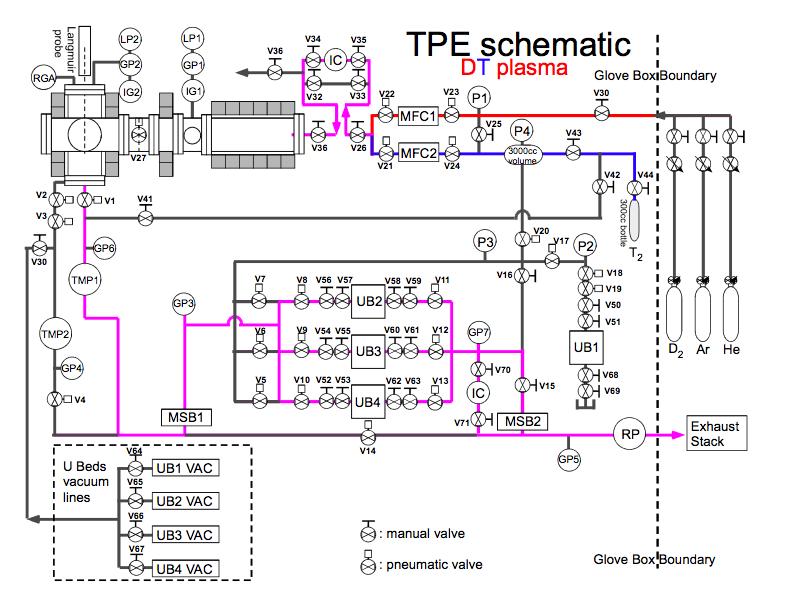 TPE schematic
DT plasma
Langmuir
probe
LP2
LP1
GP2
GP1
RGA
IG2
IG1
V27
V36
V34
V35
IC
V32
V33
V36
V26
V22
V23
MFC1
V21
V24
MFC2
P1
V25
P4
3000cc
volume
V30
V43
V42
V44
300cc bottle
T2
Glove Box Boundary
D2
Ar
He
V2
V1
V3
V41
V30
GP6
TMP1
TMP2
GP4
V4
GP3
MSB1
P3
V20
V17
P2
V16
V18
V19
V50
V51
UB1
V68
V69
V7
V8
V56
V57
UB2
V58
V59
V11
V6
V9
V54
V55
UB3
V60
V61
V12
V5
V10
V52
V53
UB4
V62
V63
V13
GP7
V70
IC
V71
V15
MSB2
V14
GP5
RP
Exhaust
Stack
U Beds
vacuum
lines
V64
UB1 VAC
V65
UB2 VAC
V66
UB3 VAC
V67
UB4 VAC
: manual valve
: pneumatic valve
Glove Box Boundary